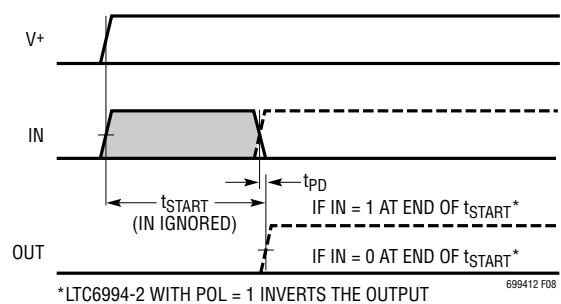 V+
IN
tPD
tSTART
(IN IGNORED)
IF IN = 1 AT END OF tSTART*
OUT
IF IN = 0 AT END OF tSTART*
699412 F08
*LTC6994-2 WITH POL = 1 INVERTS THE OUTPUT